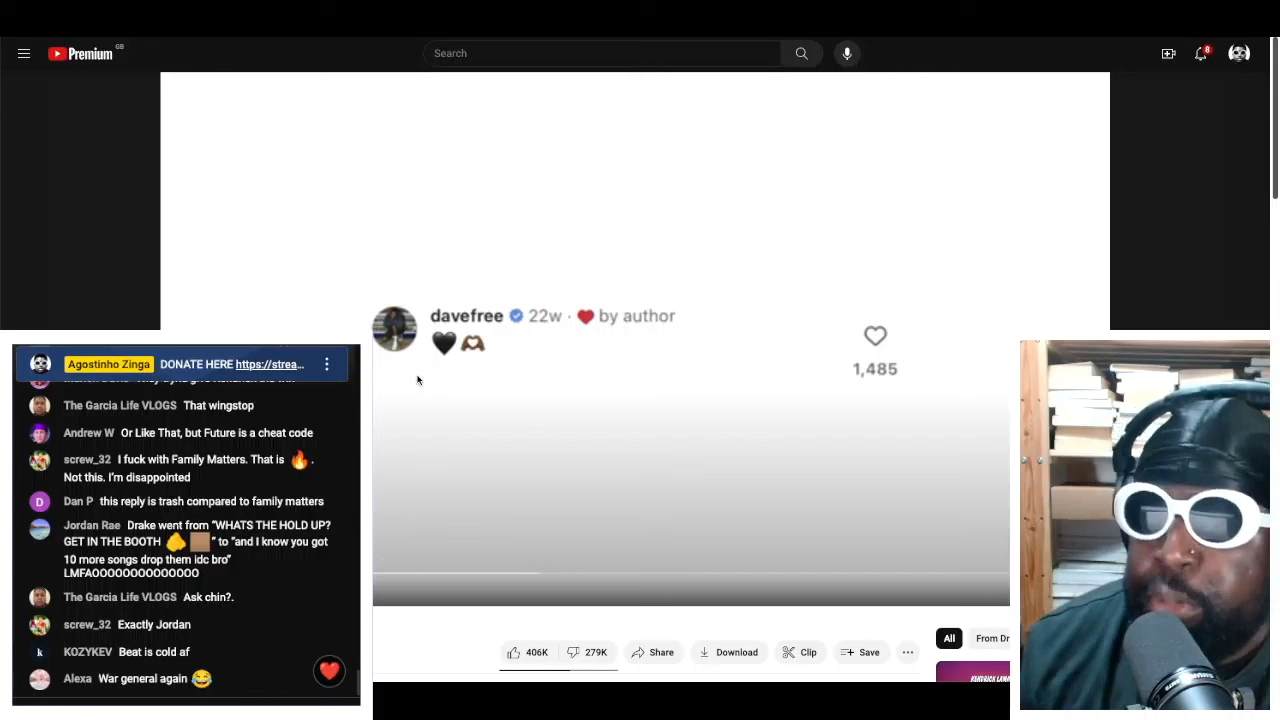 Premium GB
Search
8
davefree 22w · ❤️ by author
🖤 🫶🏾
1,485
Agostinho Zinga DONATE HERE https://strea...
The Garcia Life VLOGS That wingstop
Andrew W Or Like That, but Future is a cheat code
screw_32 I fuck with Family Matters. That is 🔥.
Not this. I'm disappointed
D
Dan P this reply is trash compared to family matters
Jordan Rae Drake went from “WHATS THE HOLD UP?
GET IN THE BOOTH 🫵🏽” to “and I know you got
10 more songs drop them idc bro”
LMFAOOOOOOOOOOOOOO
The Garcia Life VLOGS Ask chin?.
screw_32 Exactly Jordan
k
KOZYKEV Beat is cold af
Alexa War general again 😂
406K 279K Share Download Clip Save
All From Dr
KENDRICK LAMA